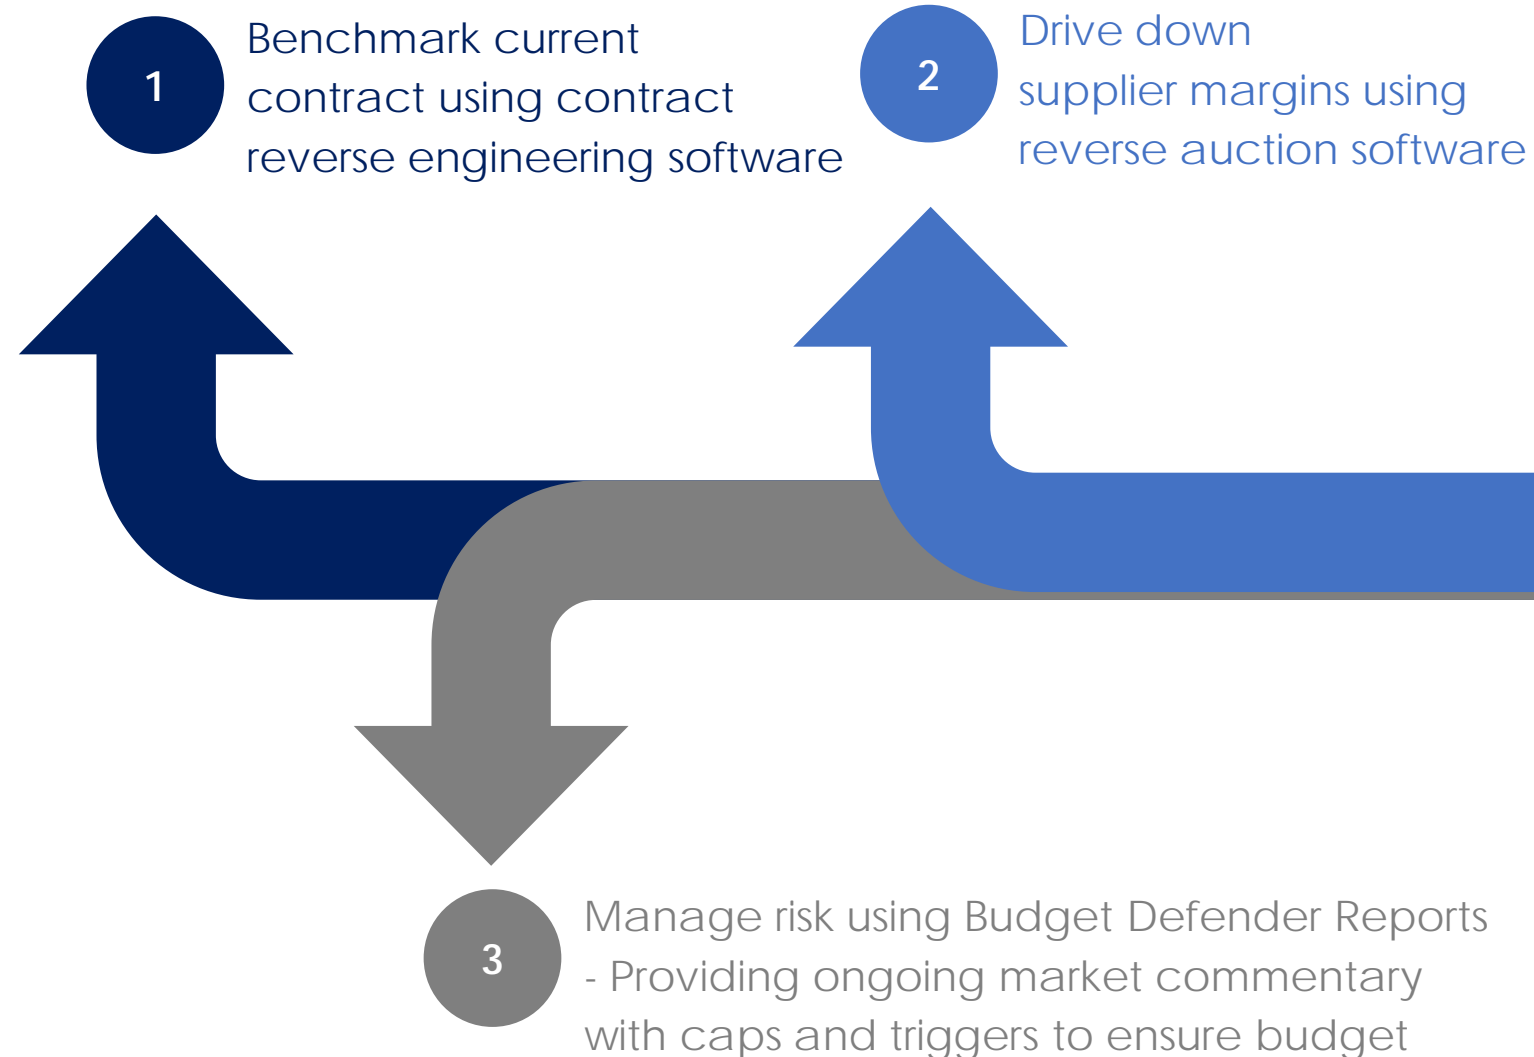 1
Benchmark current
contract using contract
reverse engineering software
2
Drive down
supplier margins using
reverse auction software
3
Manage risk using Budget Defender Reports
- Providing ongoing market commentary
with caps and triggers to ensure budget